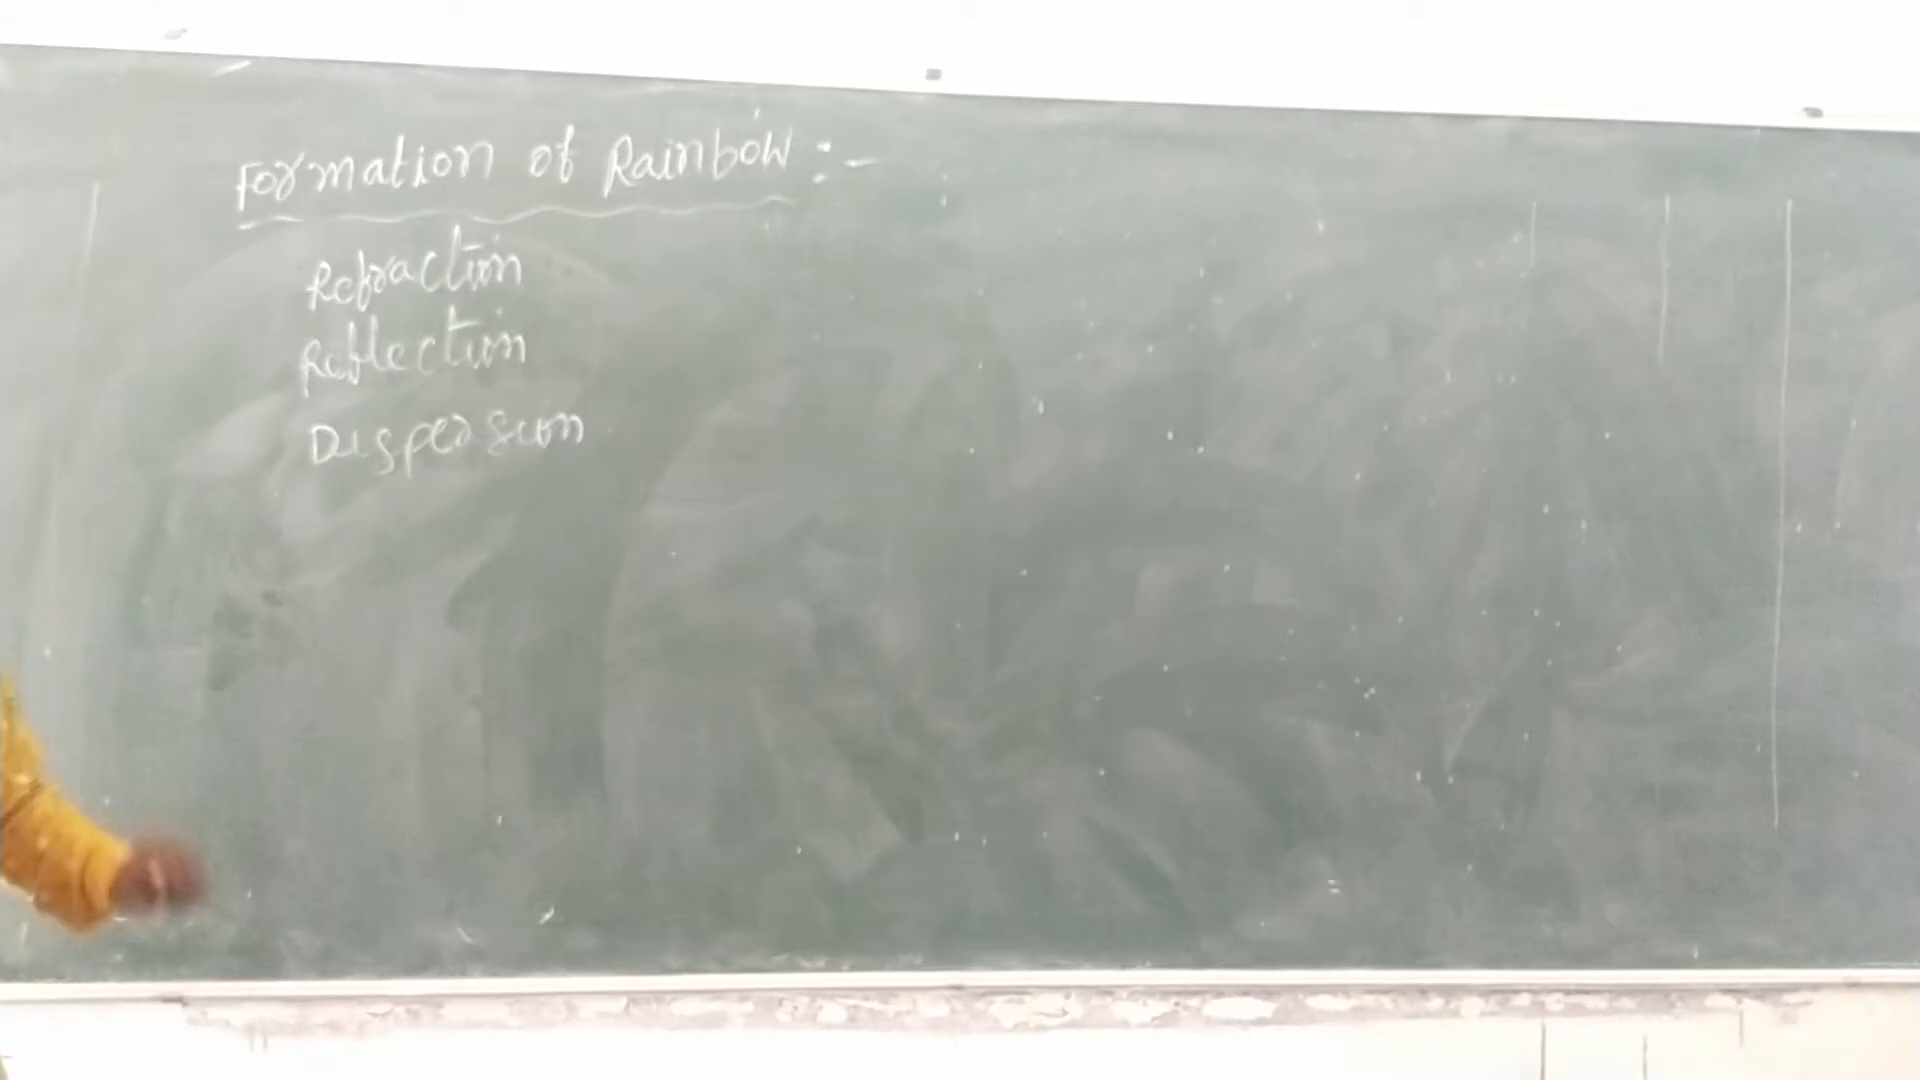 Formation of Rainbow :-
Refraction
Reflection
Dispersion